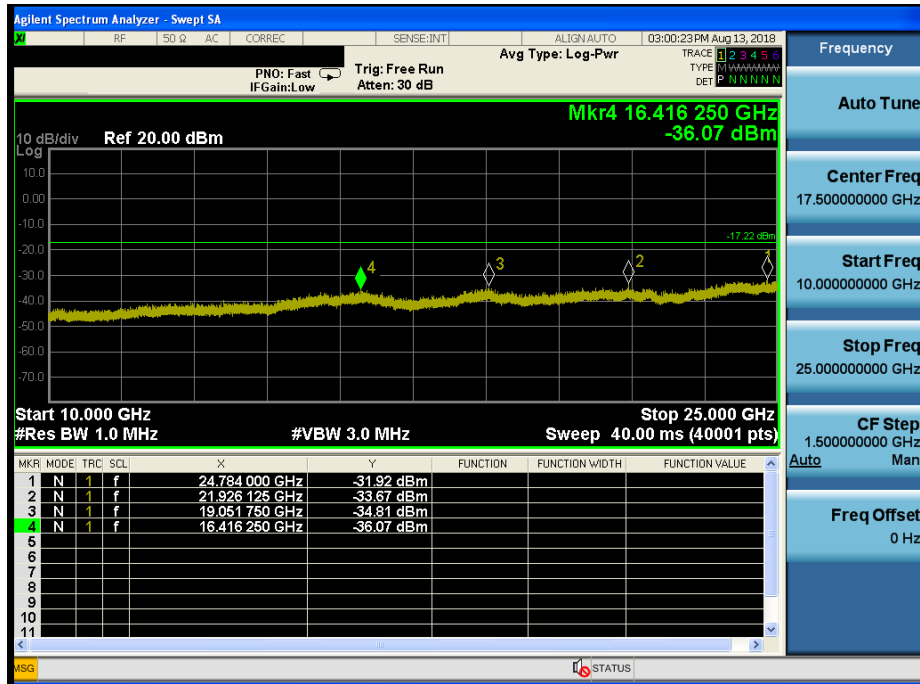 Agilent Spectrum Analyzer - Swept SA
RF 50 Ω AC CORREC SENSE:INT ALIGN AUTO 03:00:23 PM Aug 13, 2018
Frequency
PNO: Fast Trig: Free Run Avg Type: Log-Pwr TRACE 1 2 3 4 5 6
IFGain:Low Atten: 30 dB TYPE M WWWWW
DET P N N N N N
Auto Tune
Mkr4 16.416 250 GHz
-36.07 dBm
10 dB/div Ref 20.00 dBm
Log
10.0
0.00
-10.0
-20.0
-30.0
-40.0
-50.0
-60.0
-70.0
-17.22 dBm
4 3 2 1
Start 10.000 GHz Stop 25.000 GHz
#Res BW 1.0 MHz #VBW 3.0 MHz Sweep 40.00 ms (40001 pts)
Center Freq
17.500000000 GHz
Start Freq
10.000000000 GHz
Stop Freq
25.000000000 GHz
CF Step
1.500000000 GHz
Auto Man
Freq Offset
0 Hz
MKR MODE TRC SCL X Y FUNCTION FUNCTION WIDTH FUNCTION VALUE
1 N 1 f 24.784 000 GHz -31.92 dBm
2 N 1 f 21.926 125 GHz -33.67 dBm
3 N 1 f 19.051 750 GHz -34.81 dBm
4 N 1 f 16.416 250 GHz -36.07 dBm
5
6
7
8
9
10
11
MSG STATUS